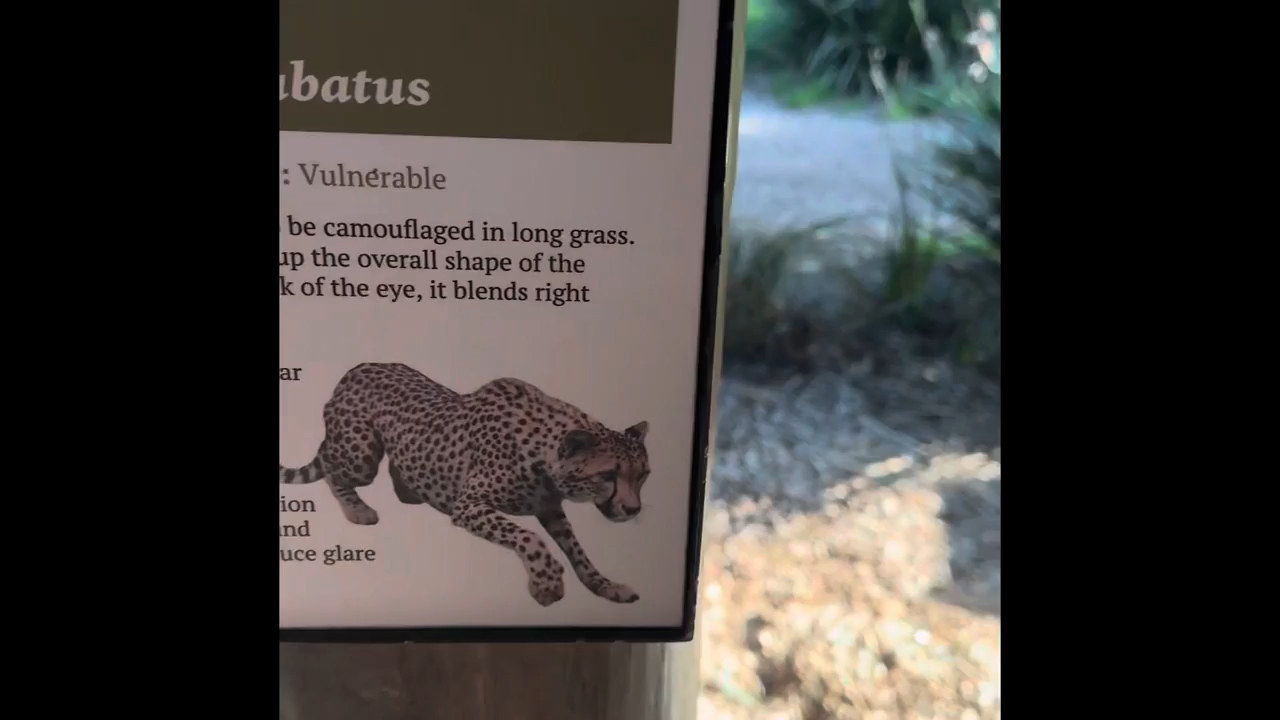 ubatus
: Vulnerable
be camouflaged in long grass.
up the overall shape of the
k of the eye, it blends right
ar
ion
and
uce glare